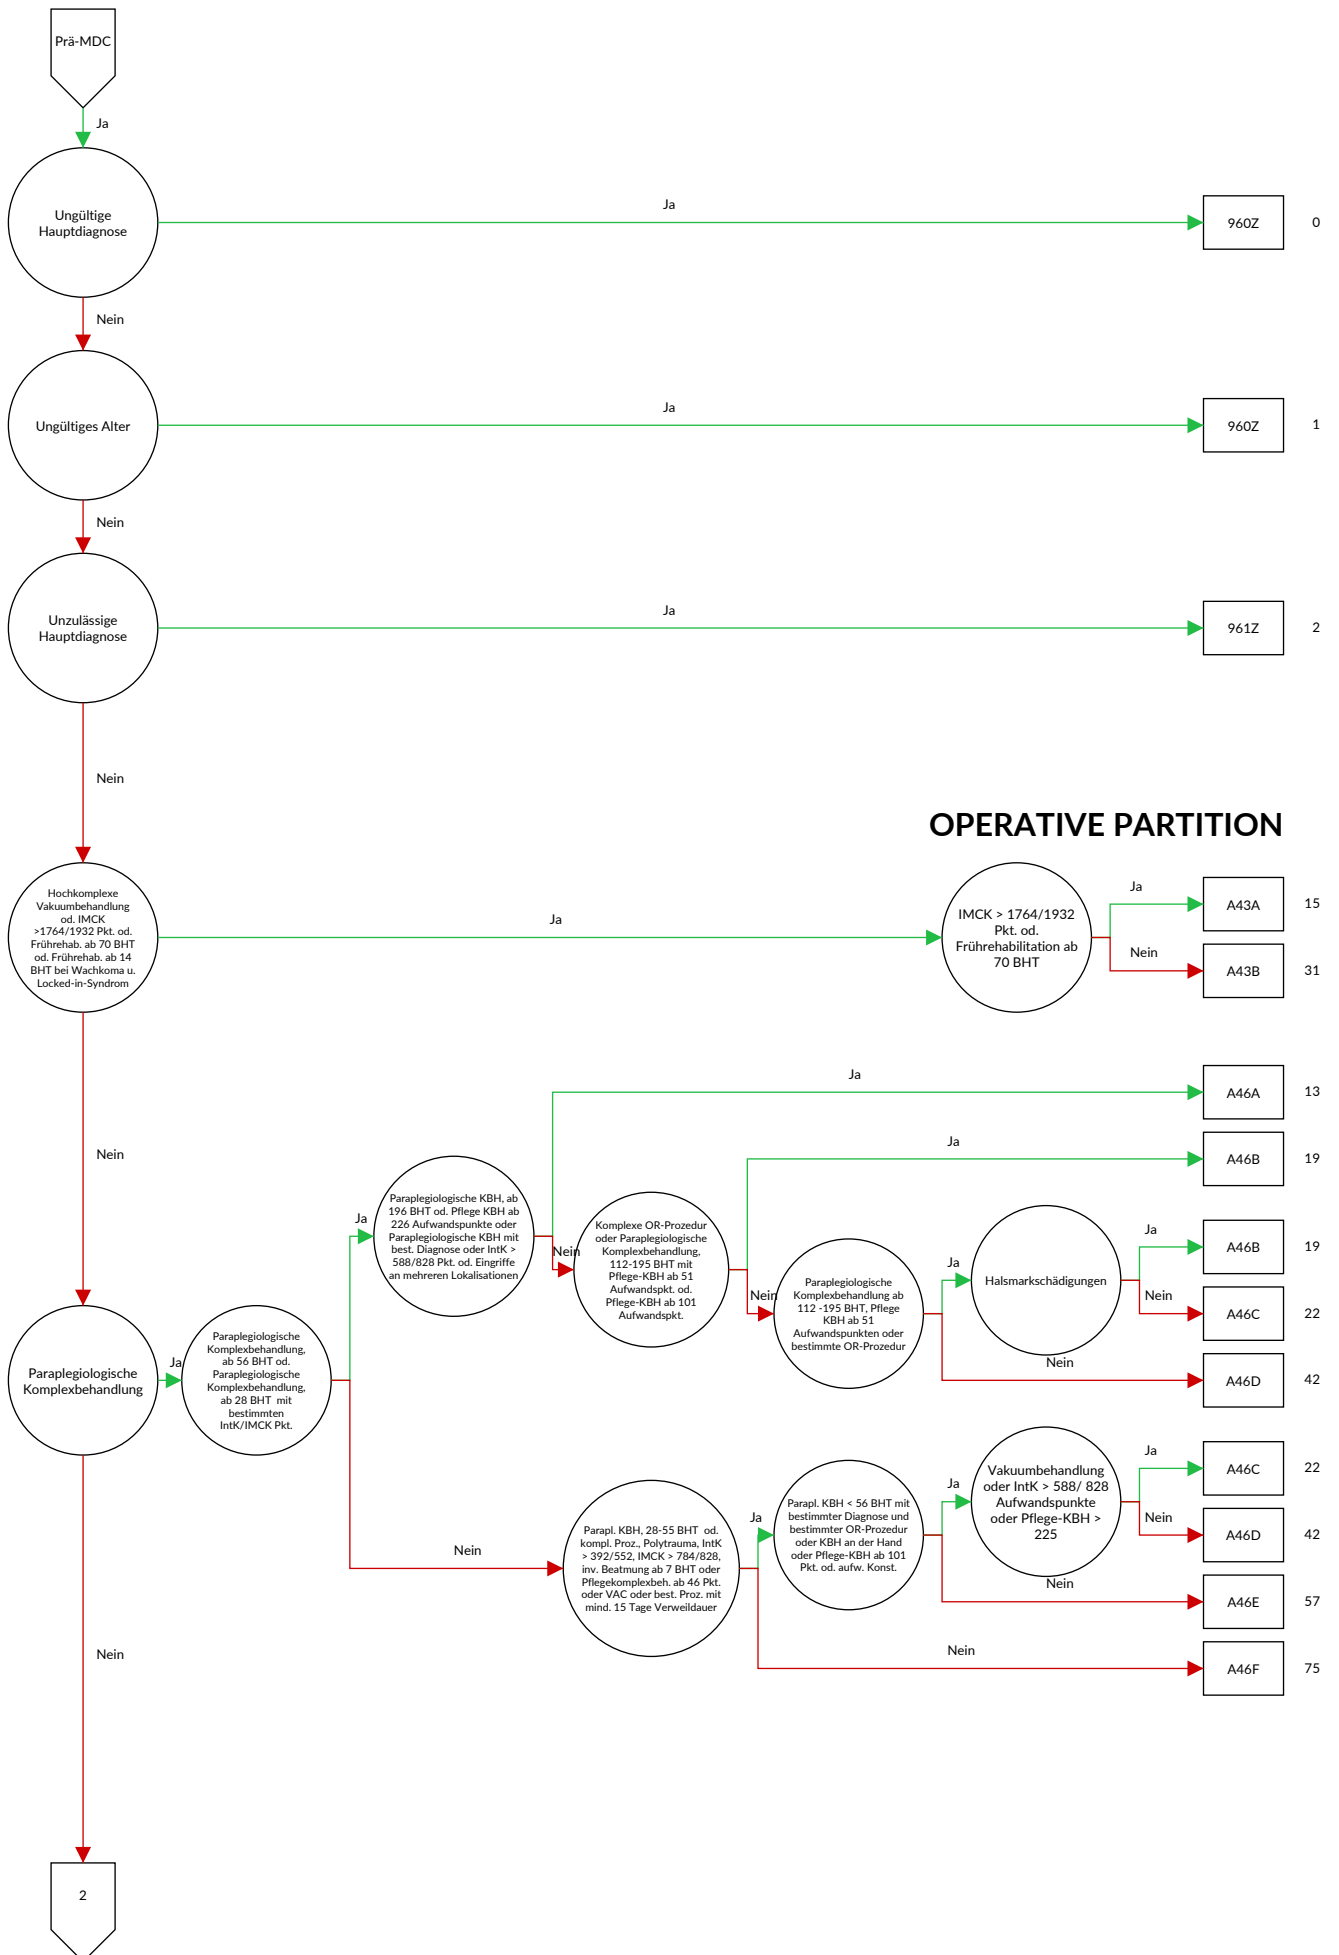 Prä-MDC
Ja
Ungültige
Hauptdiagnose
Ja
960Z
0
Nein
Ungültiges Alter
Ja
960Z
1
Nein
Unzulässige
Hauptdiagnose
Ja
961Z
2
Nein
OPERATIVE PARTITION
Hochkomplexe
Vakuumbehandlung
od. IMCK
>1764/1932 Pkt. od.
Frührehab. ab 70 BHT
od. Frührehab. ab 14
BHT bei Wachkoma u.
Locked-in-Syndrom
Ja
IMCK > 1764/1932
Pkt. od.
Frührehabilitation ab
70 BHT
Ja
A43A
15
Nein
A43B
31
Nein
Paraplegiologische
Komplexbehandlung
Ja
Paraplegiologische
Komplexbehandlung,
ab 56 BHT od.
Paraplegiologische
Komplexbehandlung,
ab 28 BHT mit
bestimmten
IntK/IMCK Pkt.
Ja
Paraplegiologische KBH, ab
196 BHT od. Pflege KBH ab
226 Aufwandspunkte oder
Paraplegiologische KBH mit
best. Diagnose oder IntK >
588/828 Pkt. od. Eingriffe
an mehreren Lokalisationen
Ja
A46A
13
Nein
Komplexe OR-Prozedur
oder Paraplegiologische
Komplexbehandlung,
112-195 BHT mit
Pflege-KBH ab 51
Aufwandspkt. od.
Pflege-KBH ab 101
Aufwandspkt.
Ja
A46B
19
Nein
Paraplegiologische
Komplexbehandlung ab
112 -195 BHT, Pflege
KBH ab 51
Aufwandspunkten oder
bestimmte OR-Prozedur
Ja
Halsmarkschädigungen
Ja
A46B
19
Nein
A46C
22
Nein
A46D
42
Nein
Parapl. KBH, 28-55 BHT od.
kompl. Proz., Polytrauma, IntK
> 392/552, IMCK > 784/828,
inv. Beatmung ab 7 BHT oder
Pflegekomplexbeh. ab 46 Pkt.
oder VAC oder best. Proz. mit
mind. 15 Tage Verweildauer
Ja
Parapl. KBH < 56 BHT mit
bestimmter Diagnose und
bestimmter OR-Prozedur
oder KBH an der Hand
oder Pflege-KBH ab 101
Pkt. od. aufw. Konst.
Ja
Vakuumbehandlung
oder IntK > 588/ 828
Aufwandspunkte
oder Pflege-KBH >
225
Ja
A46C
22
Nein
A46D
42
Nein
A46E
57
Nein
A46F
75
Nein
2